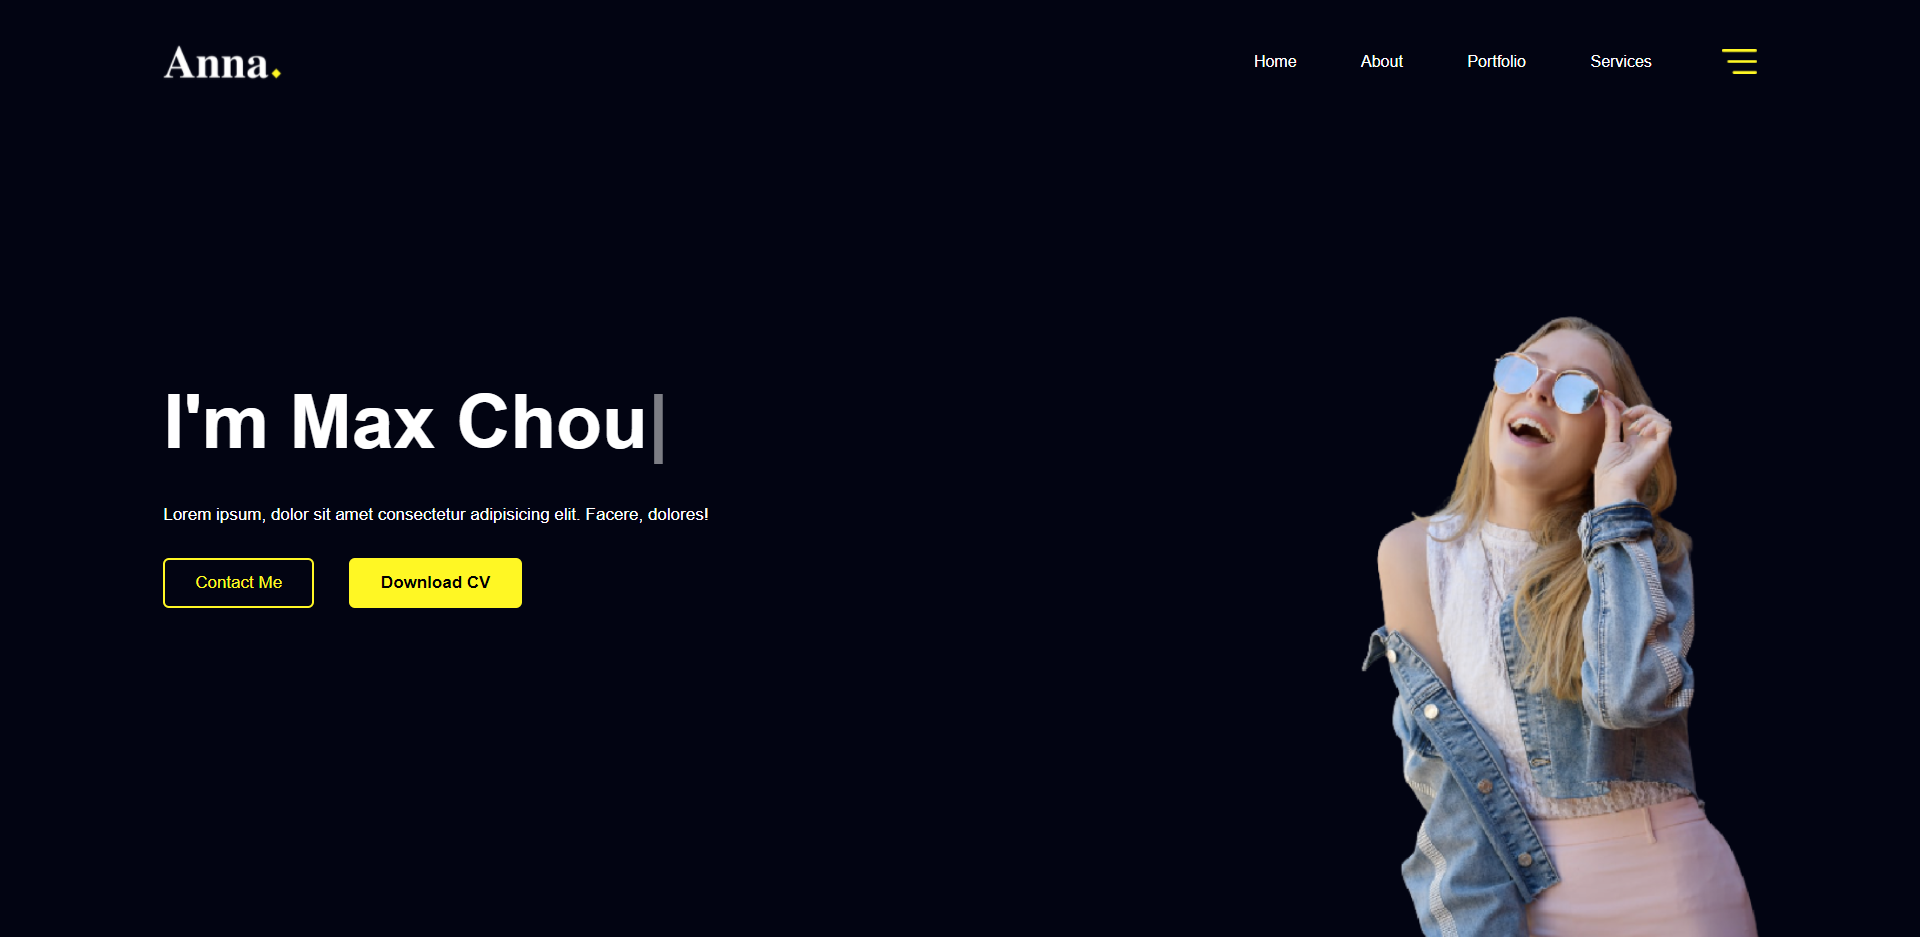 Anna.
Home About Portfolio Services
I'm Max Chou|
Lorem ipsum, dolor sit amet consectetur adipisicing elit. Facere, dolores!
Contact Me Download CV